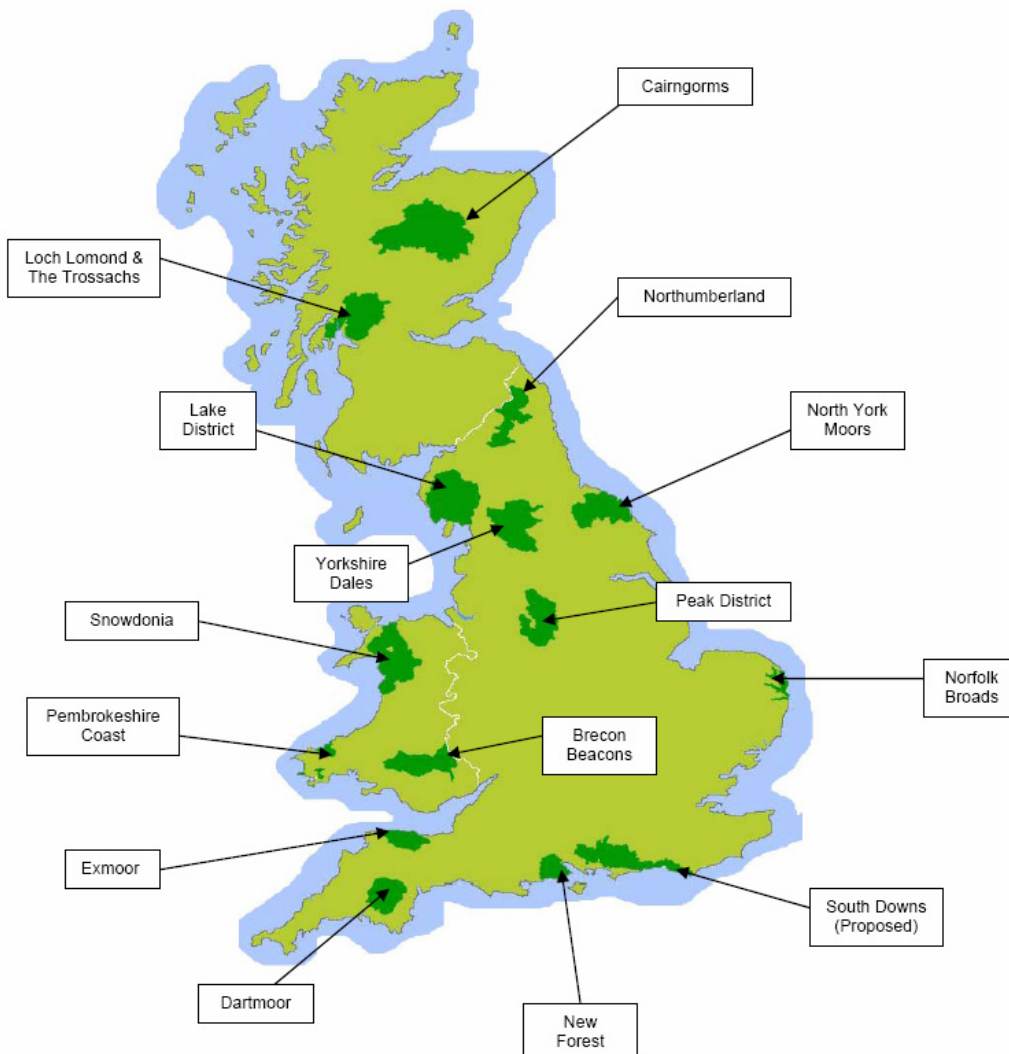 Cairngorms
Loch Lomond &
The Trossachs
Northumberland
Lake
District
North York
Moors
Yorkshire
Dales
Peak District
Snowdonia
Norfolk
Broads
Pembrokeshire
Coast
Brecon
Beacons
Exmoor
South Downs
(Proposed)
Dartmoor
New
Forest